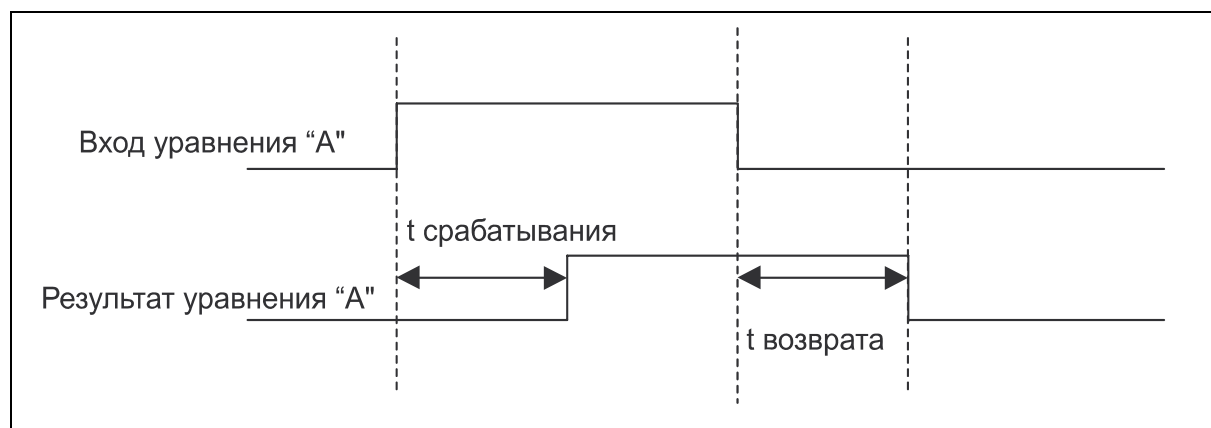 Вход уравнения “А"
t срабатывания
Результат уравнения “А"
t возврата